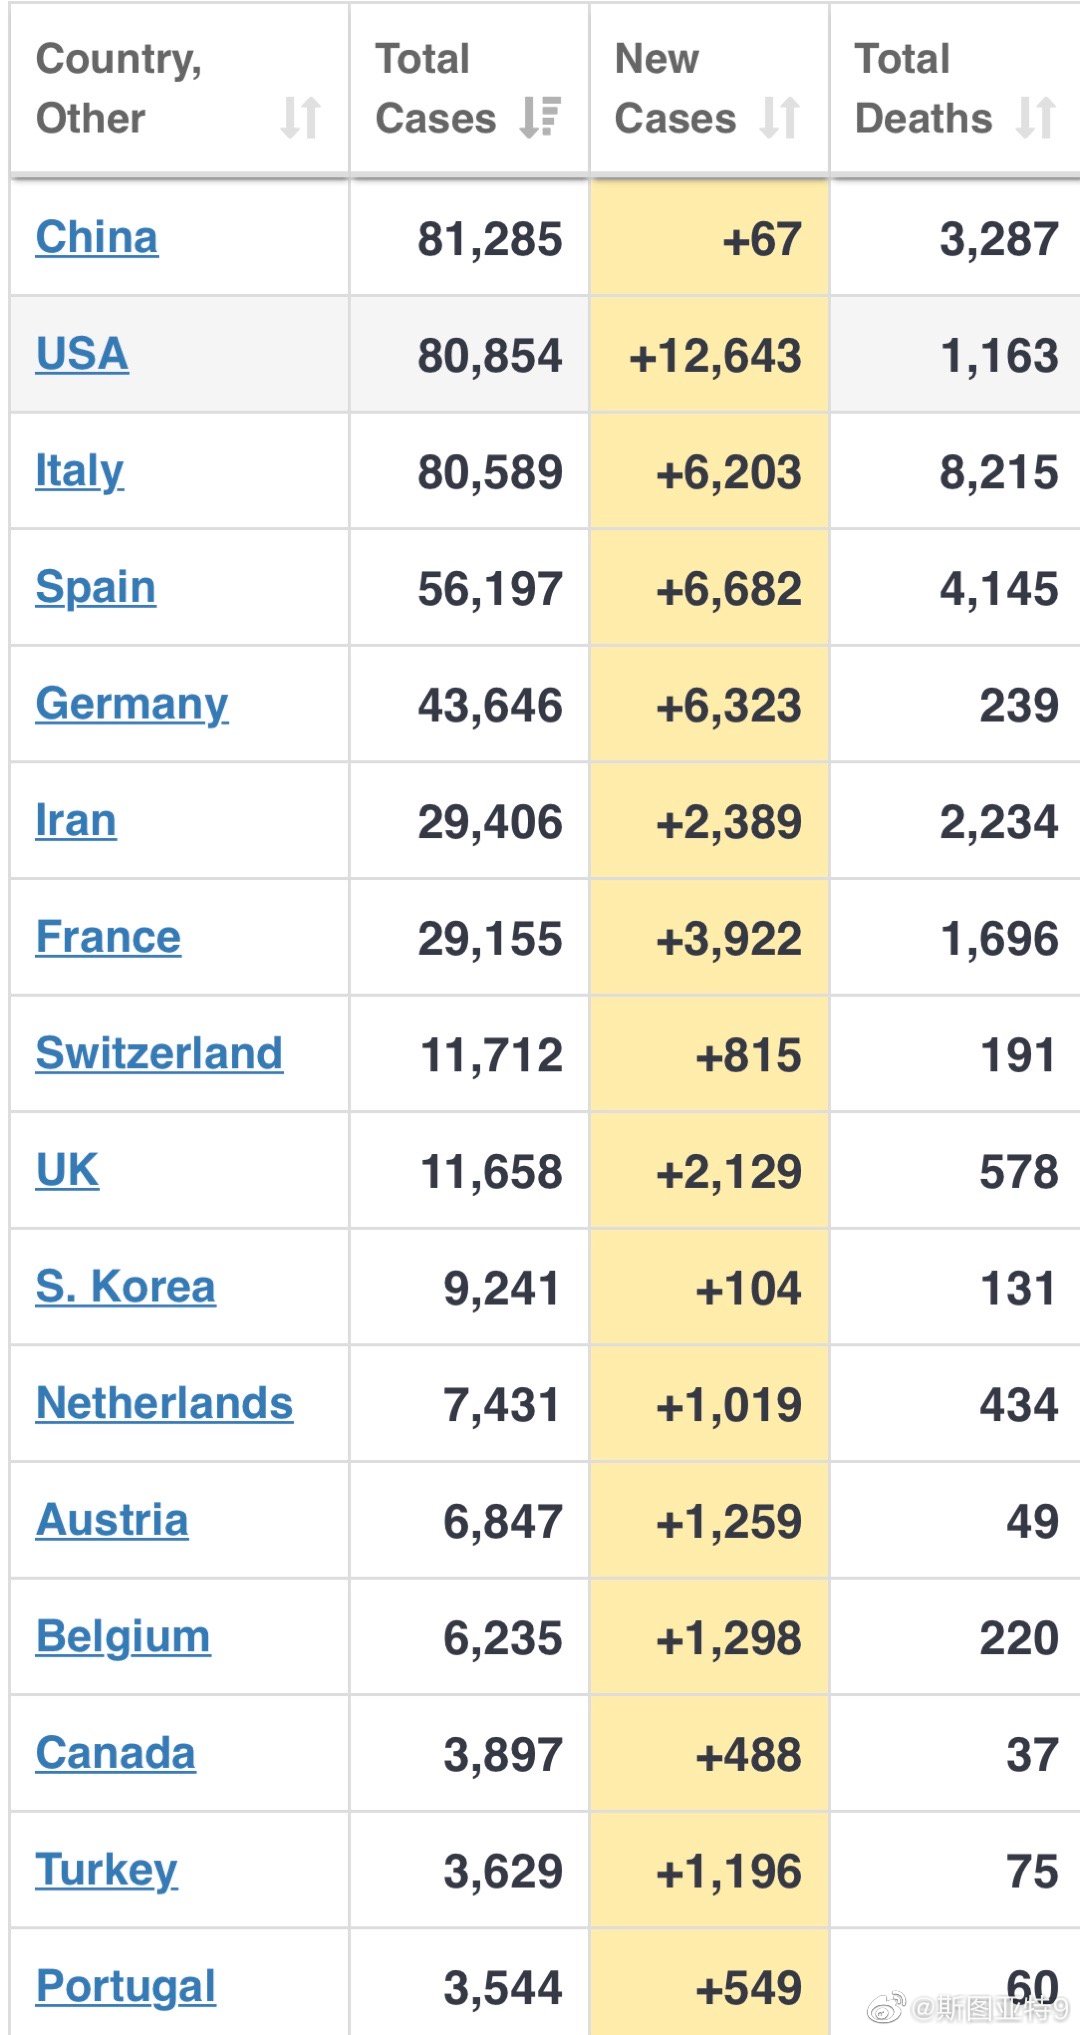 Country, Other Total Cases New Cases Total Deaths
China 81,285 +67 3,287
USA 80,854 +12,643 1,163
Italy 80,589 +6,203 8,215
Spain 56,197 +6,682 4,145
Germany 43,646 +6,323 239
Iran 29,406 +2,389 2,234
France 29,155 +3,922 1,696
Switzerland 11,712 +815 191
UK 11,658 +2,129 578
S. Korea 9,241 +104 131
Netherlands 7,431 +1,019 434
Austria 6,847 +1,259 49
Belgium 6,235 +1,298 220
Canada 3,897 +488 37
Turkey 3,629 +1,196 75
Portugal 3,544 +549 60
@斯图亚特9